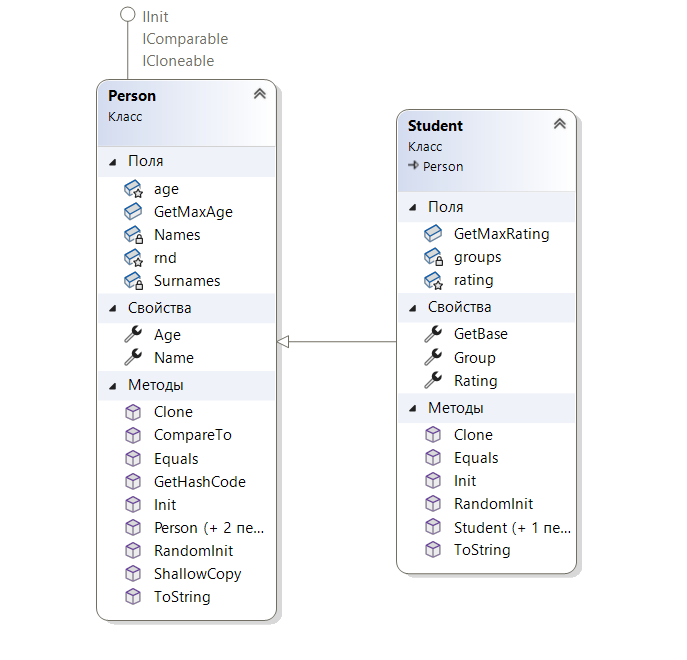 IInit
IComparable
ICloneable
Person
Класс
Поля
age
GetMaxAge
Names
rnd
Surnames
Свойства
Age
Name
Методы
Clone
CompareTo
Equals
GetHashCode
Init
Person (+ 2 пе...
RandomInit
ShallowCopy
ToString
Student
Класс
Person
Поля
GetMaxRating
groups
rating
Свойства
GetBase
Group
Rating
Методы
Clone
Equals
Init
RandomInit
Student (+ 1 пе...
ToString